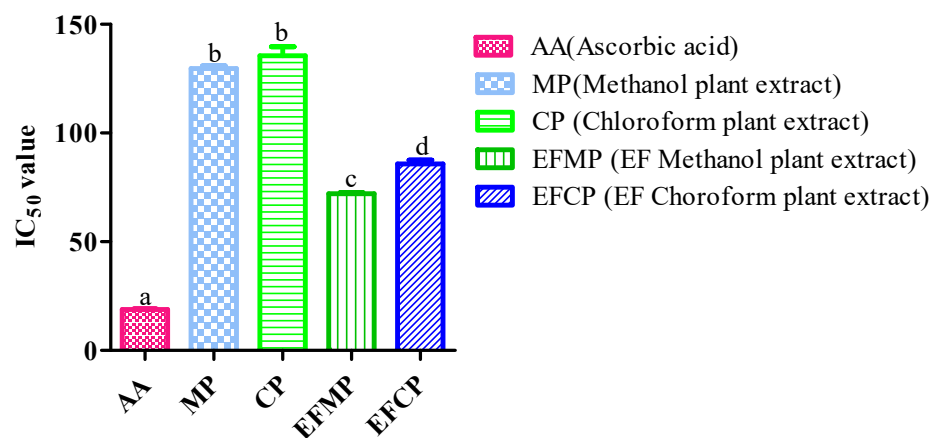 150
100
50
0
IC50 value
a
b
b
c
d
AA
MP
CP
EFMP
EFCP
AA(Ascorbic acid)
MP(Methanol plant extract)
CP (Chloroform plant extract)
EFMP (EF Methanol plant extract)
EFCP (EF Choroform plant extract)